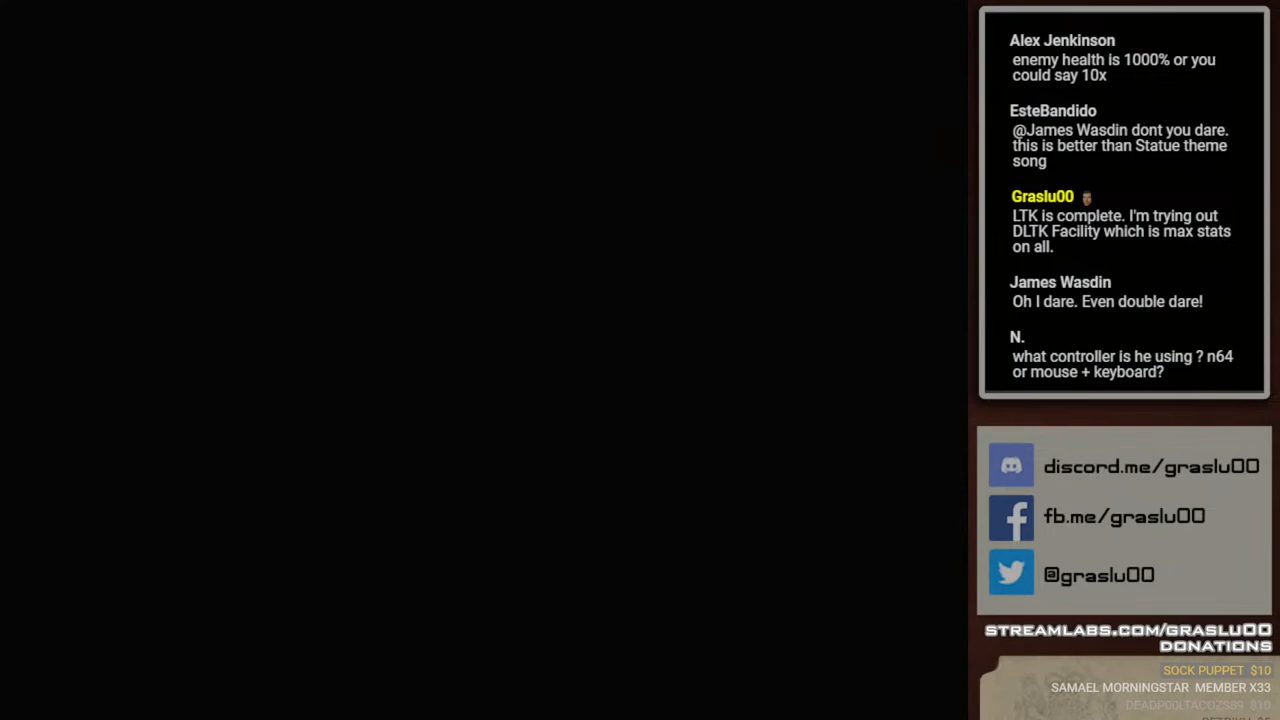 Alex Jenkinson
enemy health is 1000% or you
could say 10x
EsteBandido
@James Wasdin dont you dare.
this is better than Statue theme
song
Graslu00
LTK is complete. I'm trying out
DLTK Facility which is max stats
on all.
James Wasdin
Oh I dare. Even double dare!
N.
what controller is he using ? n64
or mouse + keyboard?
discord.me/graslu00
fb.me/graslu00
@graslu00
STREAMLABS.COM/GRASLU00
DONATIONS
SOCK PUPPET $10
SAMAEL MORNINGSTAR MEMBER X33